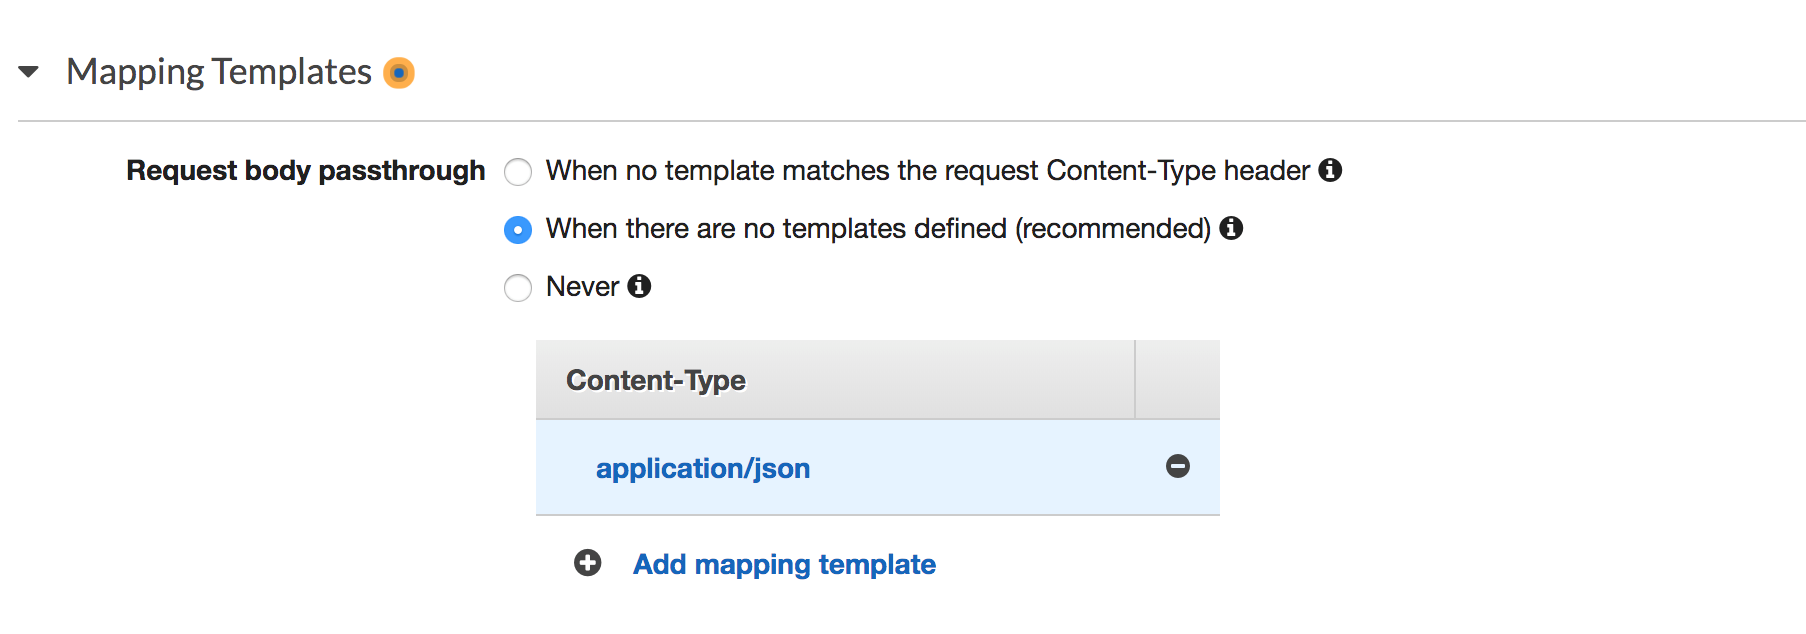 Mapping Templates
Request body passthrough
When no template matches the request Content-Type header
When there are no templates defined (recommended)
Never
Content-Type
application/json
Add mapping template